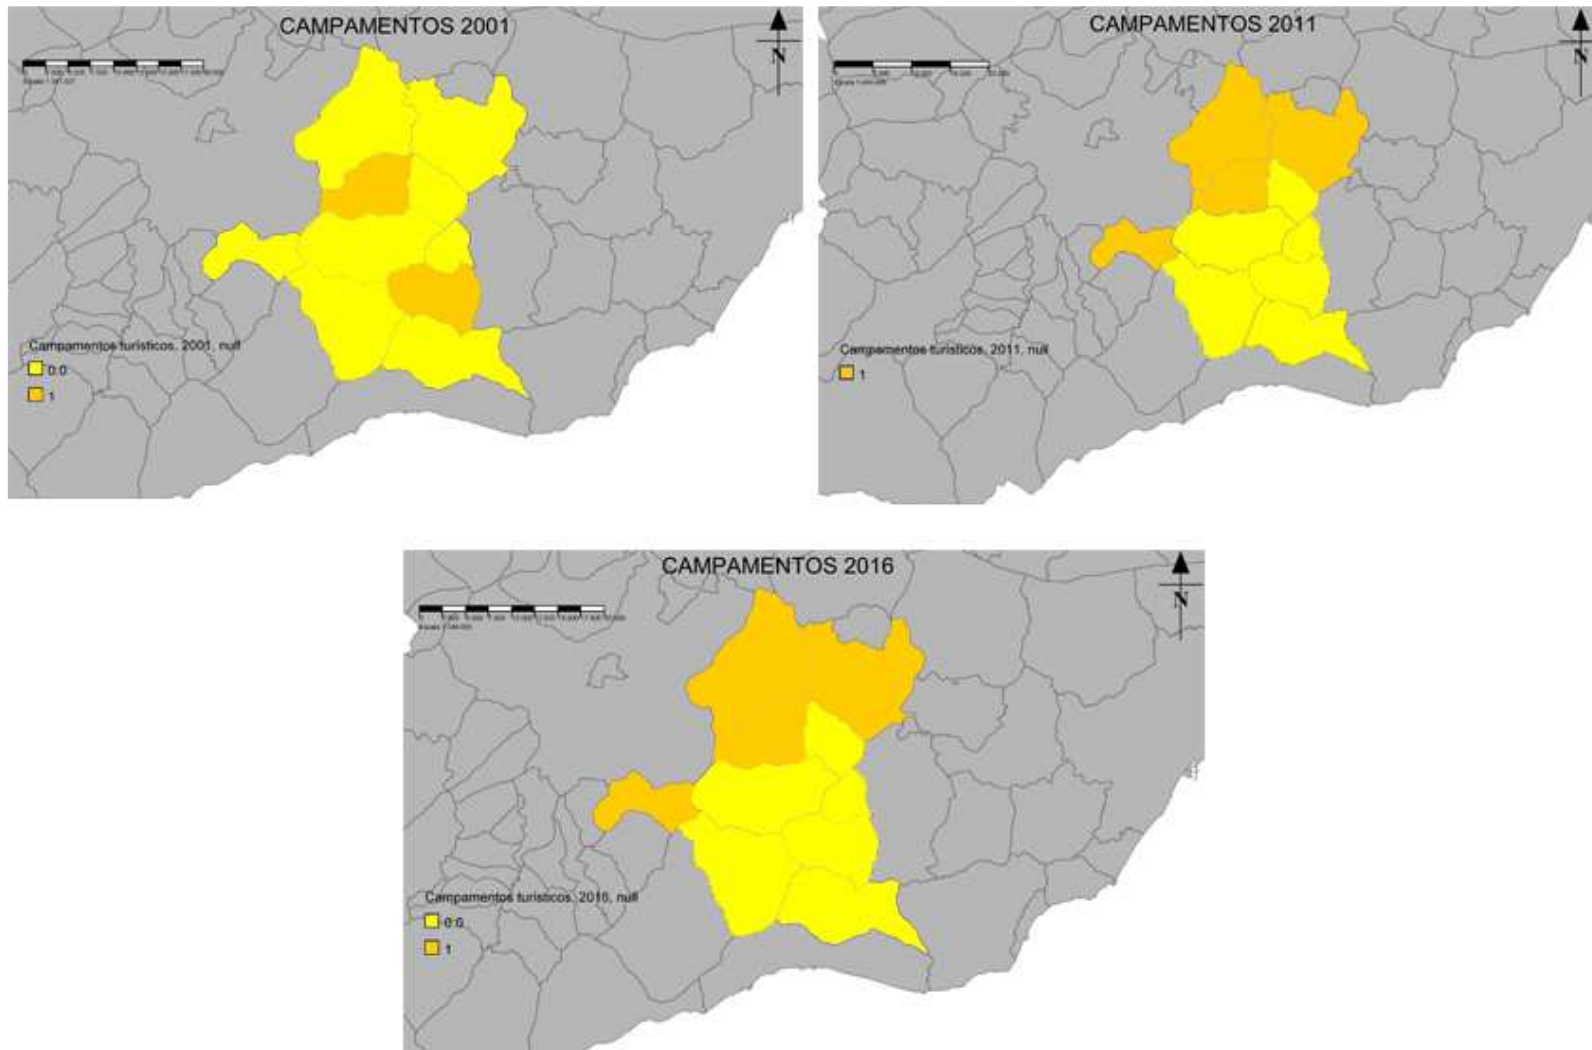 CAMPAMENTOS 2001
N
Campamentos turísticos, 2001, null
0:0
1
CAMPAMENTOS 2011
N
Campamentos turísticos, 2011, null
1
CAMPAMENTOS 2016
N
Campamentos turísticos, 2016, null
0:0
1